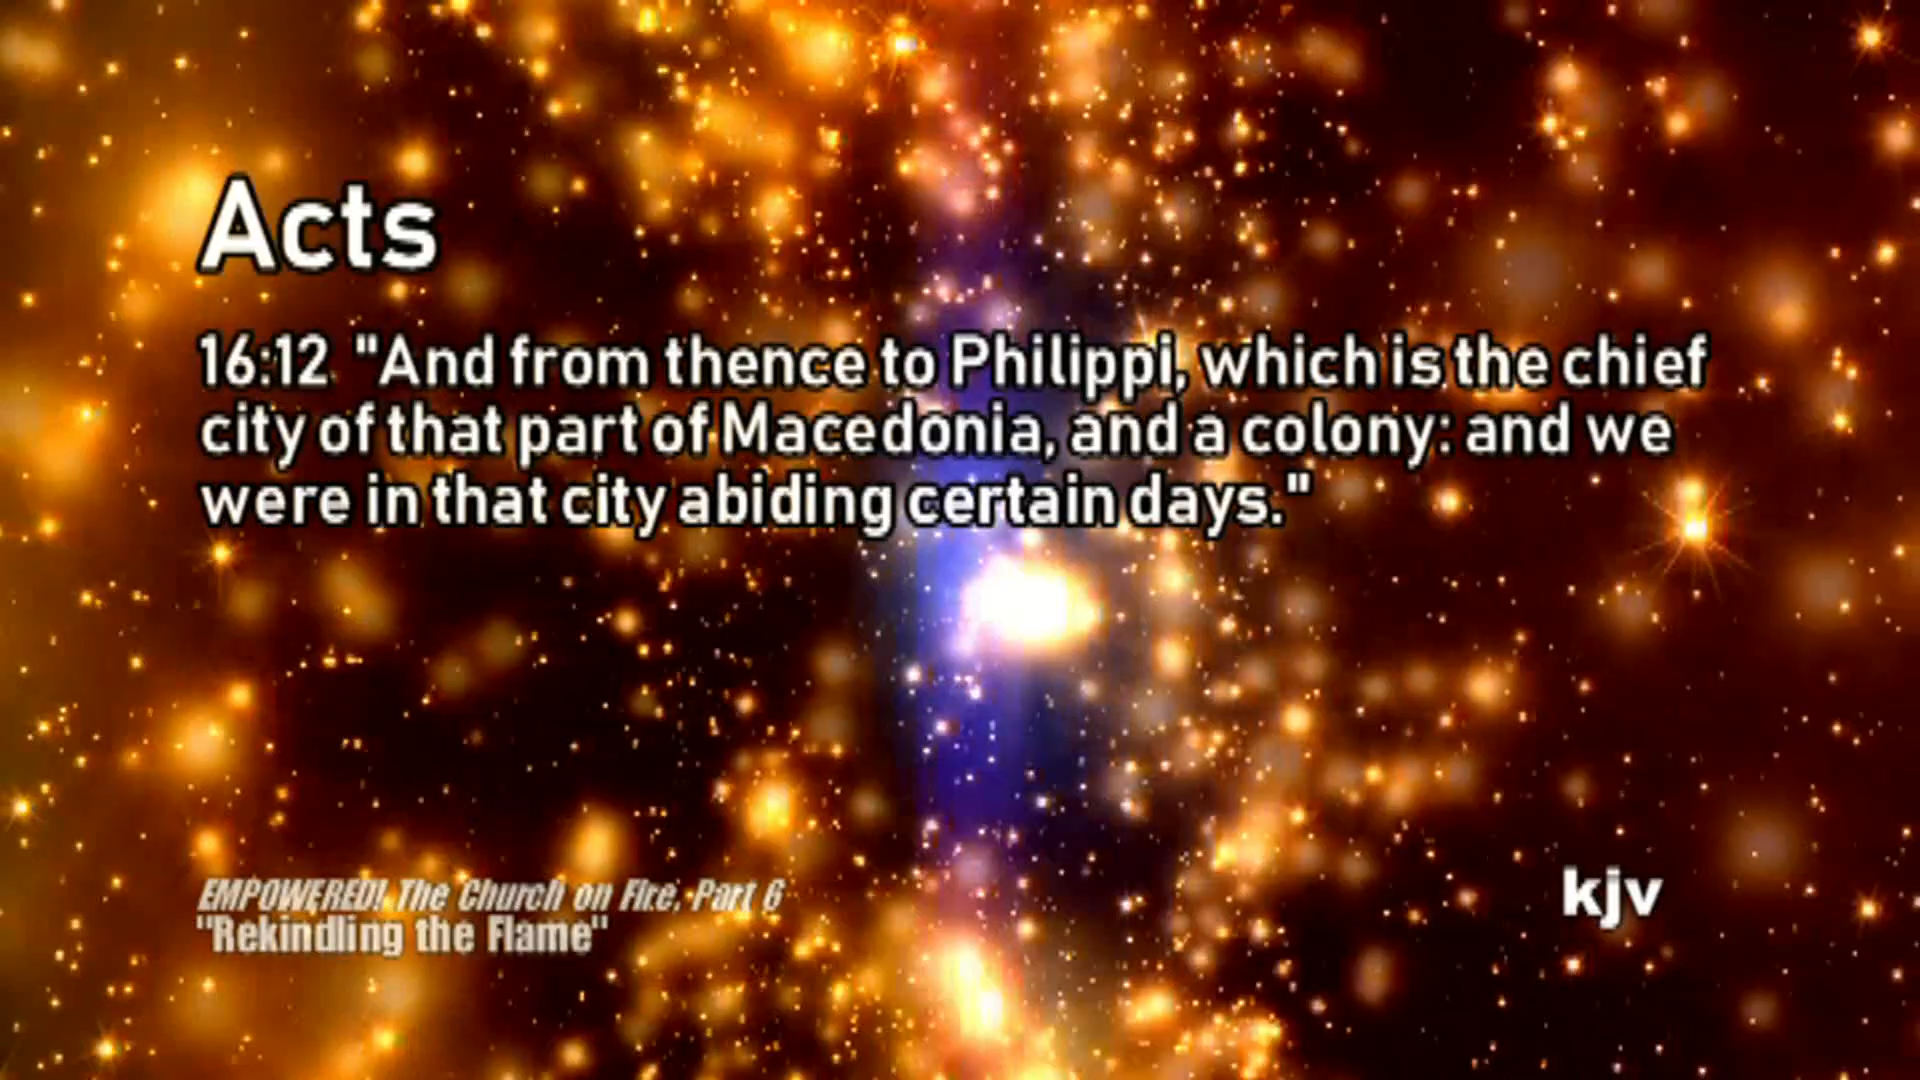 Acts
16:12 "And from thence to Philippi, which is the chief
city of that part of Macedonia, and a colony: and we
were in that city abiding certain days."
EMPOWERED! The Church on Fire, Part 6
"Rekindling the Flame"
kjv